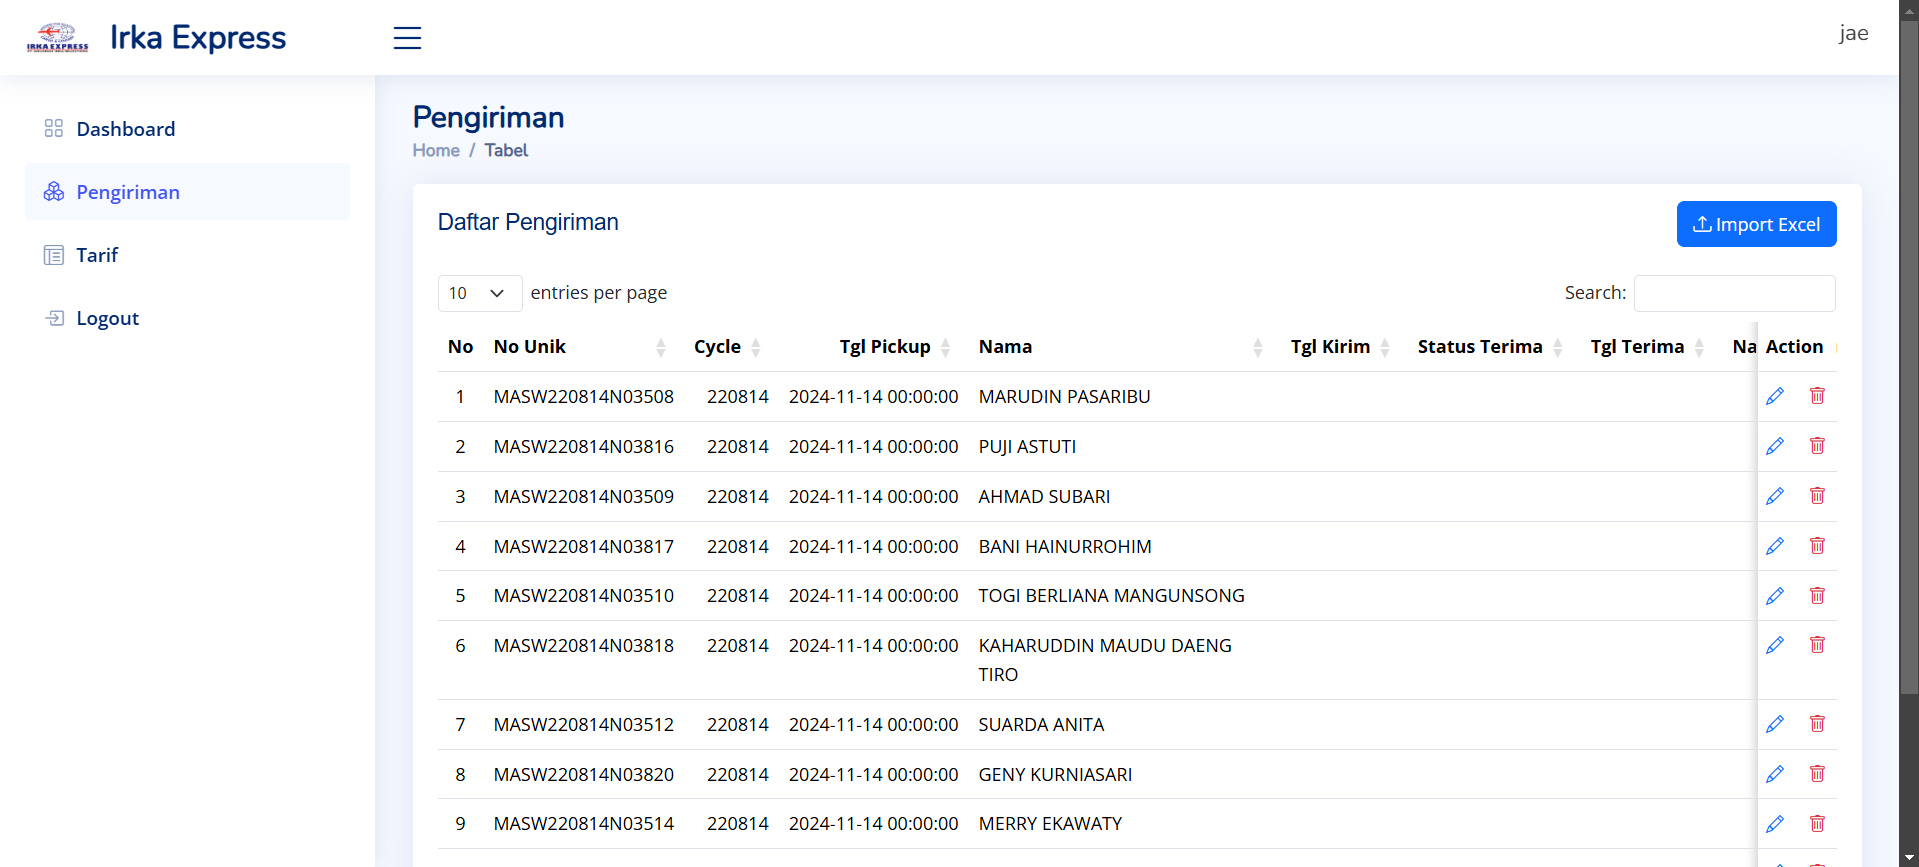 IRKA EXPRESS
Irka Express
jae
Dashboard
Pengiriman
Tarif
Logout
Pengiriman
Home / Tabel
Daftar Pengiriman
Import Excel
10 entries per page
Search:
No No Unik Cycle Tgl Pickup Nama Tgl Kirim Status Terima Tgl Terima Na Action
1 MASW220814N03508 220814 2024-11-14 00:00:00 MARUDIN PASARIBU
2 MASW220814N03816 220814 2024-11-14 00:00:00 PUJI ASTUTI
3 MASW220814N03509 220814 2024-11-14 00:00:00 AHMAD SUBARI
4 MASW220814N03817 220814 2024-11-14 00:00:00 BANI HAINURROHIM
5 MASW220814N03510 220814 2024-11-14 00:00:00 TOGI BERLIANA MANGUNSONG
6 MASW220814N03818 220814 2024-11-14 00:00:00 KAHARUDDIN MAUDU DAENG
TIRO
7 MASW220814N03512 220814 2024-11-14 00:00:00 SUARDA ANITA
8 MASW220814N03820 220814 2024-11-14 00:00:00 GENY KURNIASARI
9 MASW220814N03514 220814 2024-11-14 00:00:00 MERRY EKAWATY